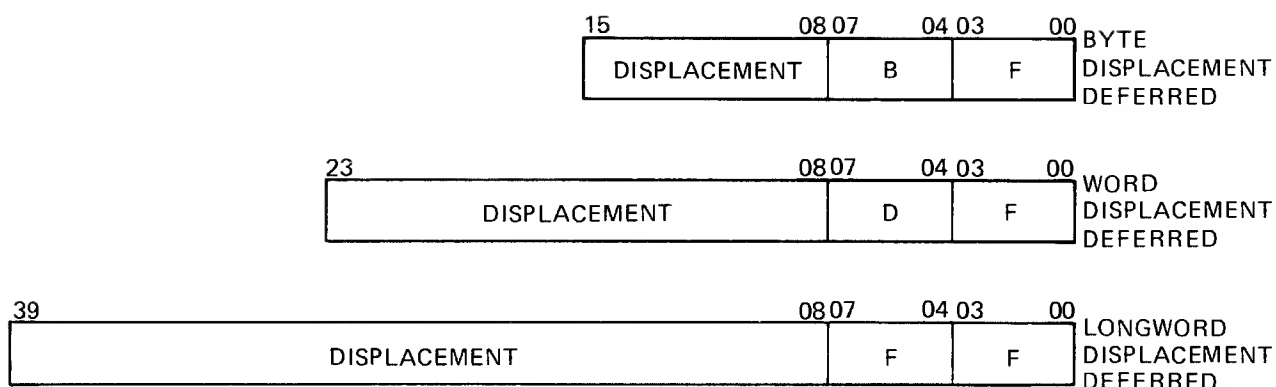 15 08 07 04 03 00
BYTE
DISPLACEMENT B F DISPLACEMENT
DEFERRED
23 08 07 04 03 00
WORD
DISPLACEMENT D F DISPLACEMENT
DEFERRED
39 08 07 04 03 00
LONGWORD
DISPLACEMENT F F DISPLACEMENT
DEFERRED